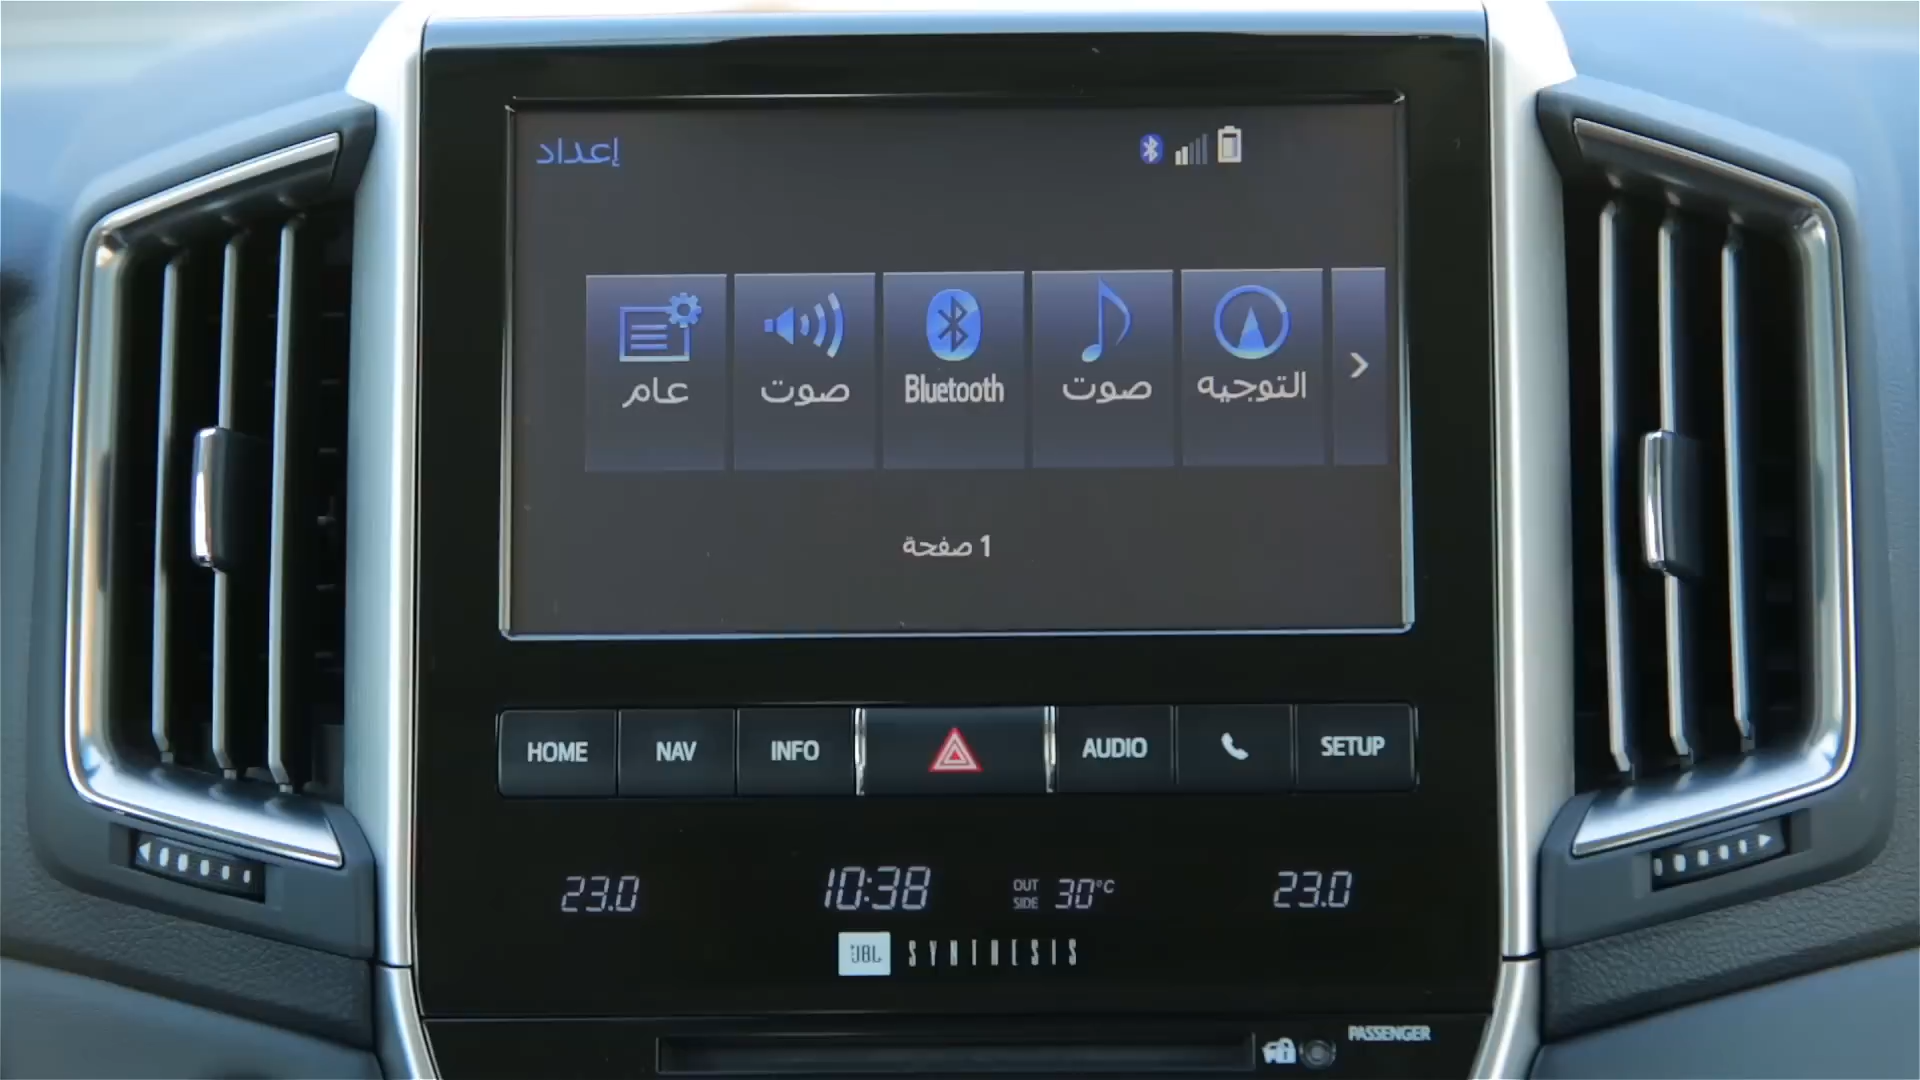 إعداد
عام
صوت
Bluetooth
صوت
التوجيه
1 صفحة
HOME
NAV
INFO
AUDIO
SETUP
23.0
10:38
OUT SIDE
30°C
23.0
JBL SYNTHESIS
PASSENGER